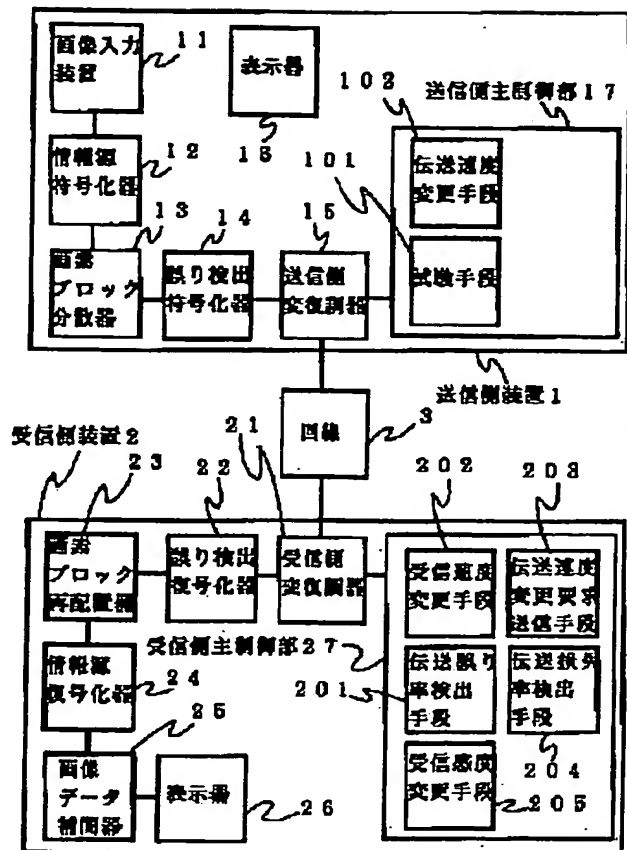 画像入力
装置
11
表示器
16
送信側主制御部17
102
伝送速度
変更手段
101
試験手段
情報源
符号化器
12
13
14
15
画素
ブロック
分散器
誤り検出
符号化器
送信側
変復調器
送信側装置1
回線
3
受信側装置2
23
22
21
202
203
画素
ブロック
再配置器
誤り検出
復号化器
受信側
変復調器
受信速度
変更手段
伝送速度
変更要求
送信手段
受信側主制御部27
情報源
復号化器
24
201
伝送誤り
率検出
手段
伝送損失
率検出
手段
204
25
画像
データ
補間器
表示器
26
受信感度
変更手段
205